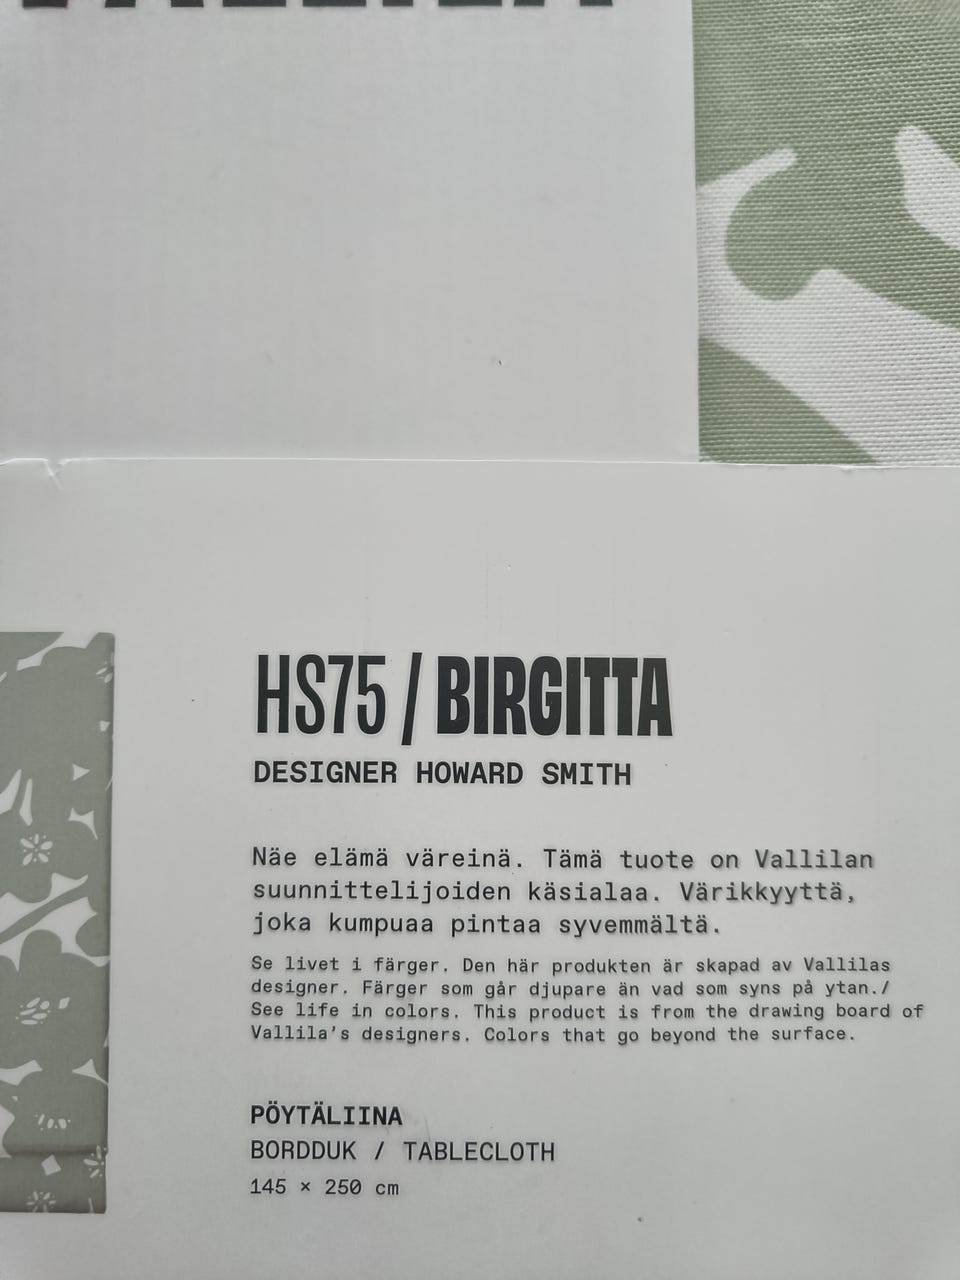 VALLILA
HS75 / BIRGITTA
DESIGNER HOWARD SMITH
Näe elämä väreinä. Tämä tuote on Vallilan
suunnittelijoiden käsialaa. Värikkyyttä,
joka kumpuaa pintaa syvemmältä.
Se livet i färger. Den här produkten är skapad av Vallilas
designer. Färger som går djupare än vad som syns på ytan./
See life in colors. This product is from the drawing board of
Vallila's designers. Colors that go beyond the surface.
PÖYTÄLIINA
BORDDUK / TABLECLOTH
145 × 250 cm